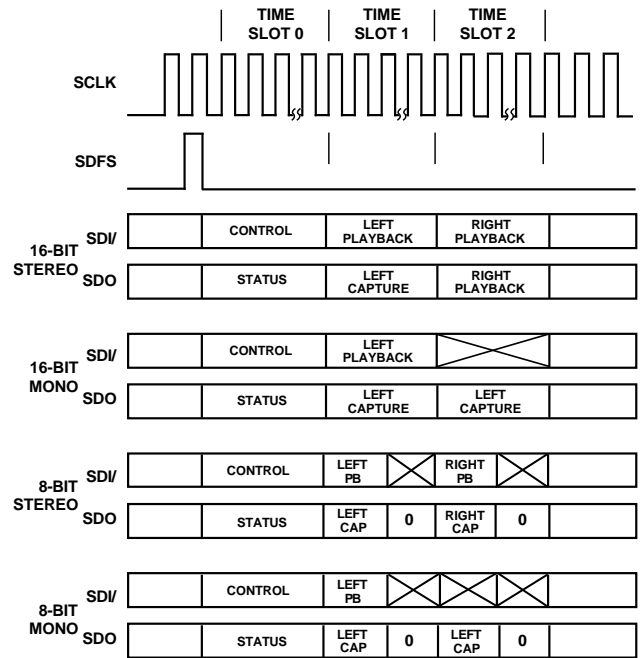 TIME SLOT 0
TIME SLOT 1
TIME SLOT 2
SCLK
SDFS
16-BIT STEREO
SDI/
CONTROL
LEFT PLAYBACK
RIGHT PLAYBACK
SDO
STATUS
LEFT CAPTURE
RIGHT PLAYBACK
16-BIT MONO
SDI/
CONTROL
LEFT PLAYBACK
SDO
STATUS
LEFT CAPTURE
LEFT CAPTURE
8-BIT STEREO
SDI/
CONTROL
LEFT PB
RIGHT PB
SDO
STATUS
LEFT CAP
0
RIGHT CAP
0
8-BIT MONO
SDI/
CONTROL
LEFT PB
SDO
STATUS
LEFT CAP
0
LEFT CAP
0